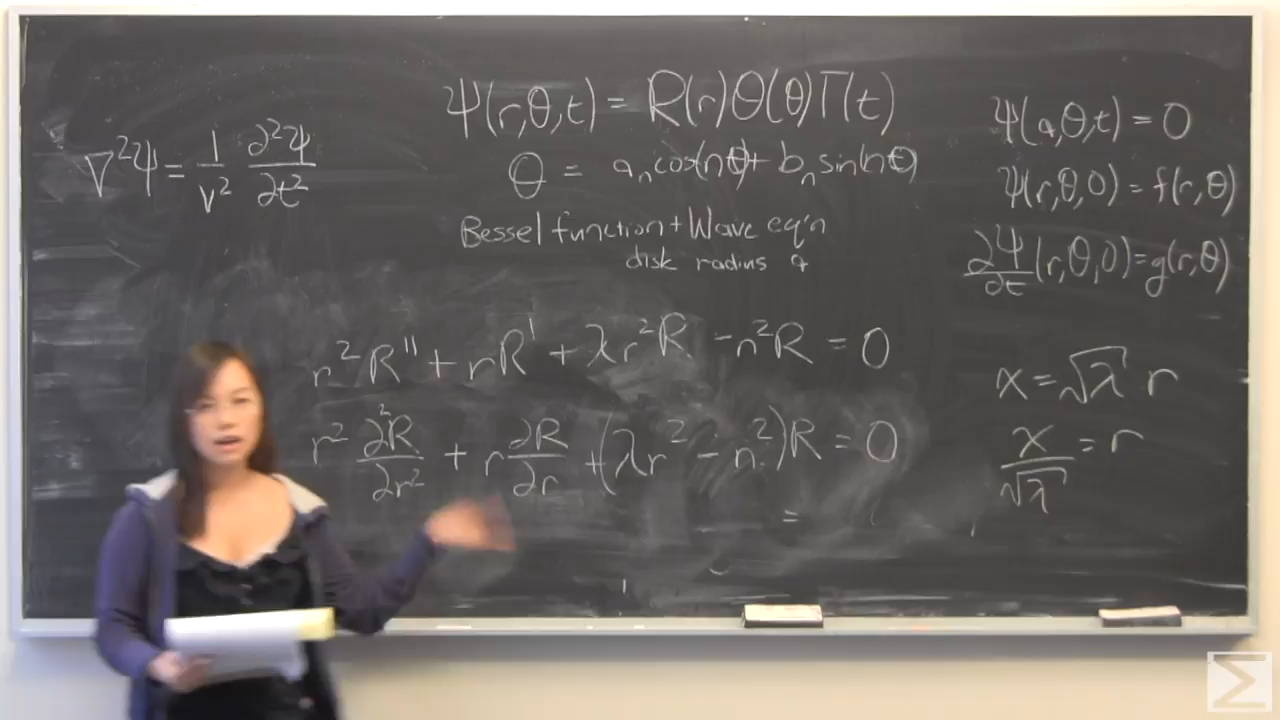 ∇²Ψ = 1/v² ∂²Ψ/∂t²
Ψ(r,θ,t) = R(r)Θ(θ)T(t)
Θ = aₙcos(nθ) + bₙsin(nθ)
Bessel function + Wave eq'n
disk radius a
Ψ(a,θ,t) = 0
Ψ(r,θ,0) = f(r,θ)
∂Ψ/∂t (r,θ,0) = g(r,θ)
r²R'' + rR' + λr²R - n²R = 0
r² ∂²R/∂r² + r ∂R/∂r + (λr² - n²)R = 0
=
x = √λ r
x/√λ = r
Σ